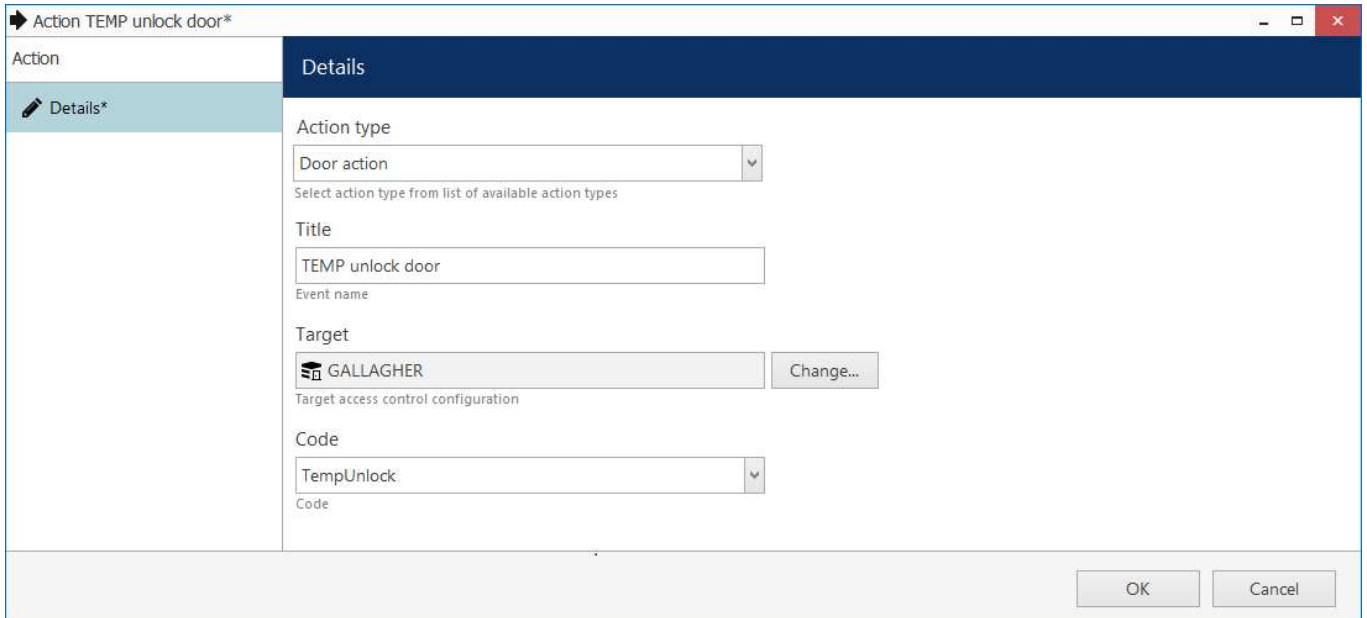 Action TEMP unlock door*
Action
Details
Details*
Action type
Door action
Select action type from list of available action types
Title
TEMP unlock door
Event name
Target
GALLAGHER
Change...
Target access control configuration
Code
TempUnlock
Code
OK
Cancel